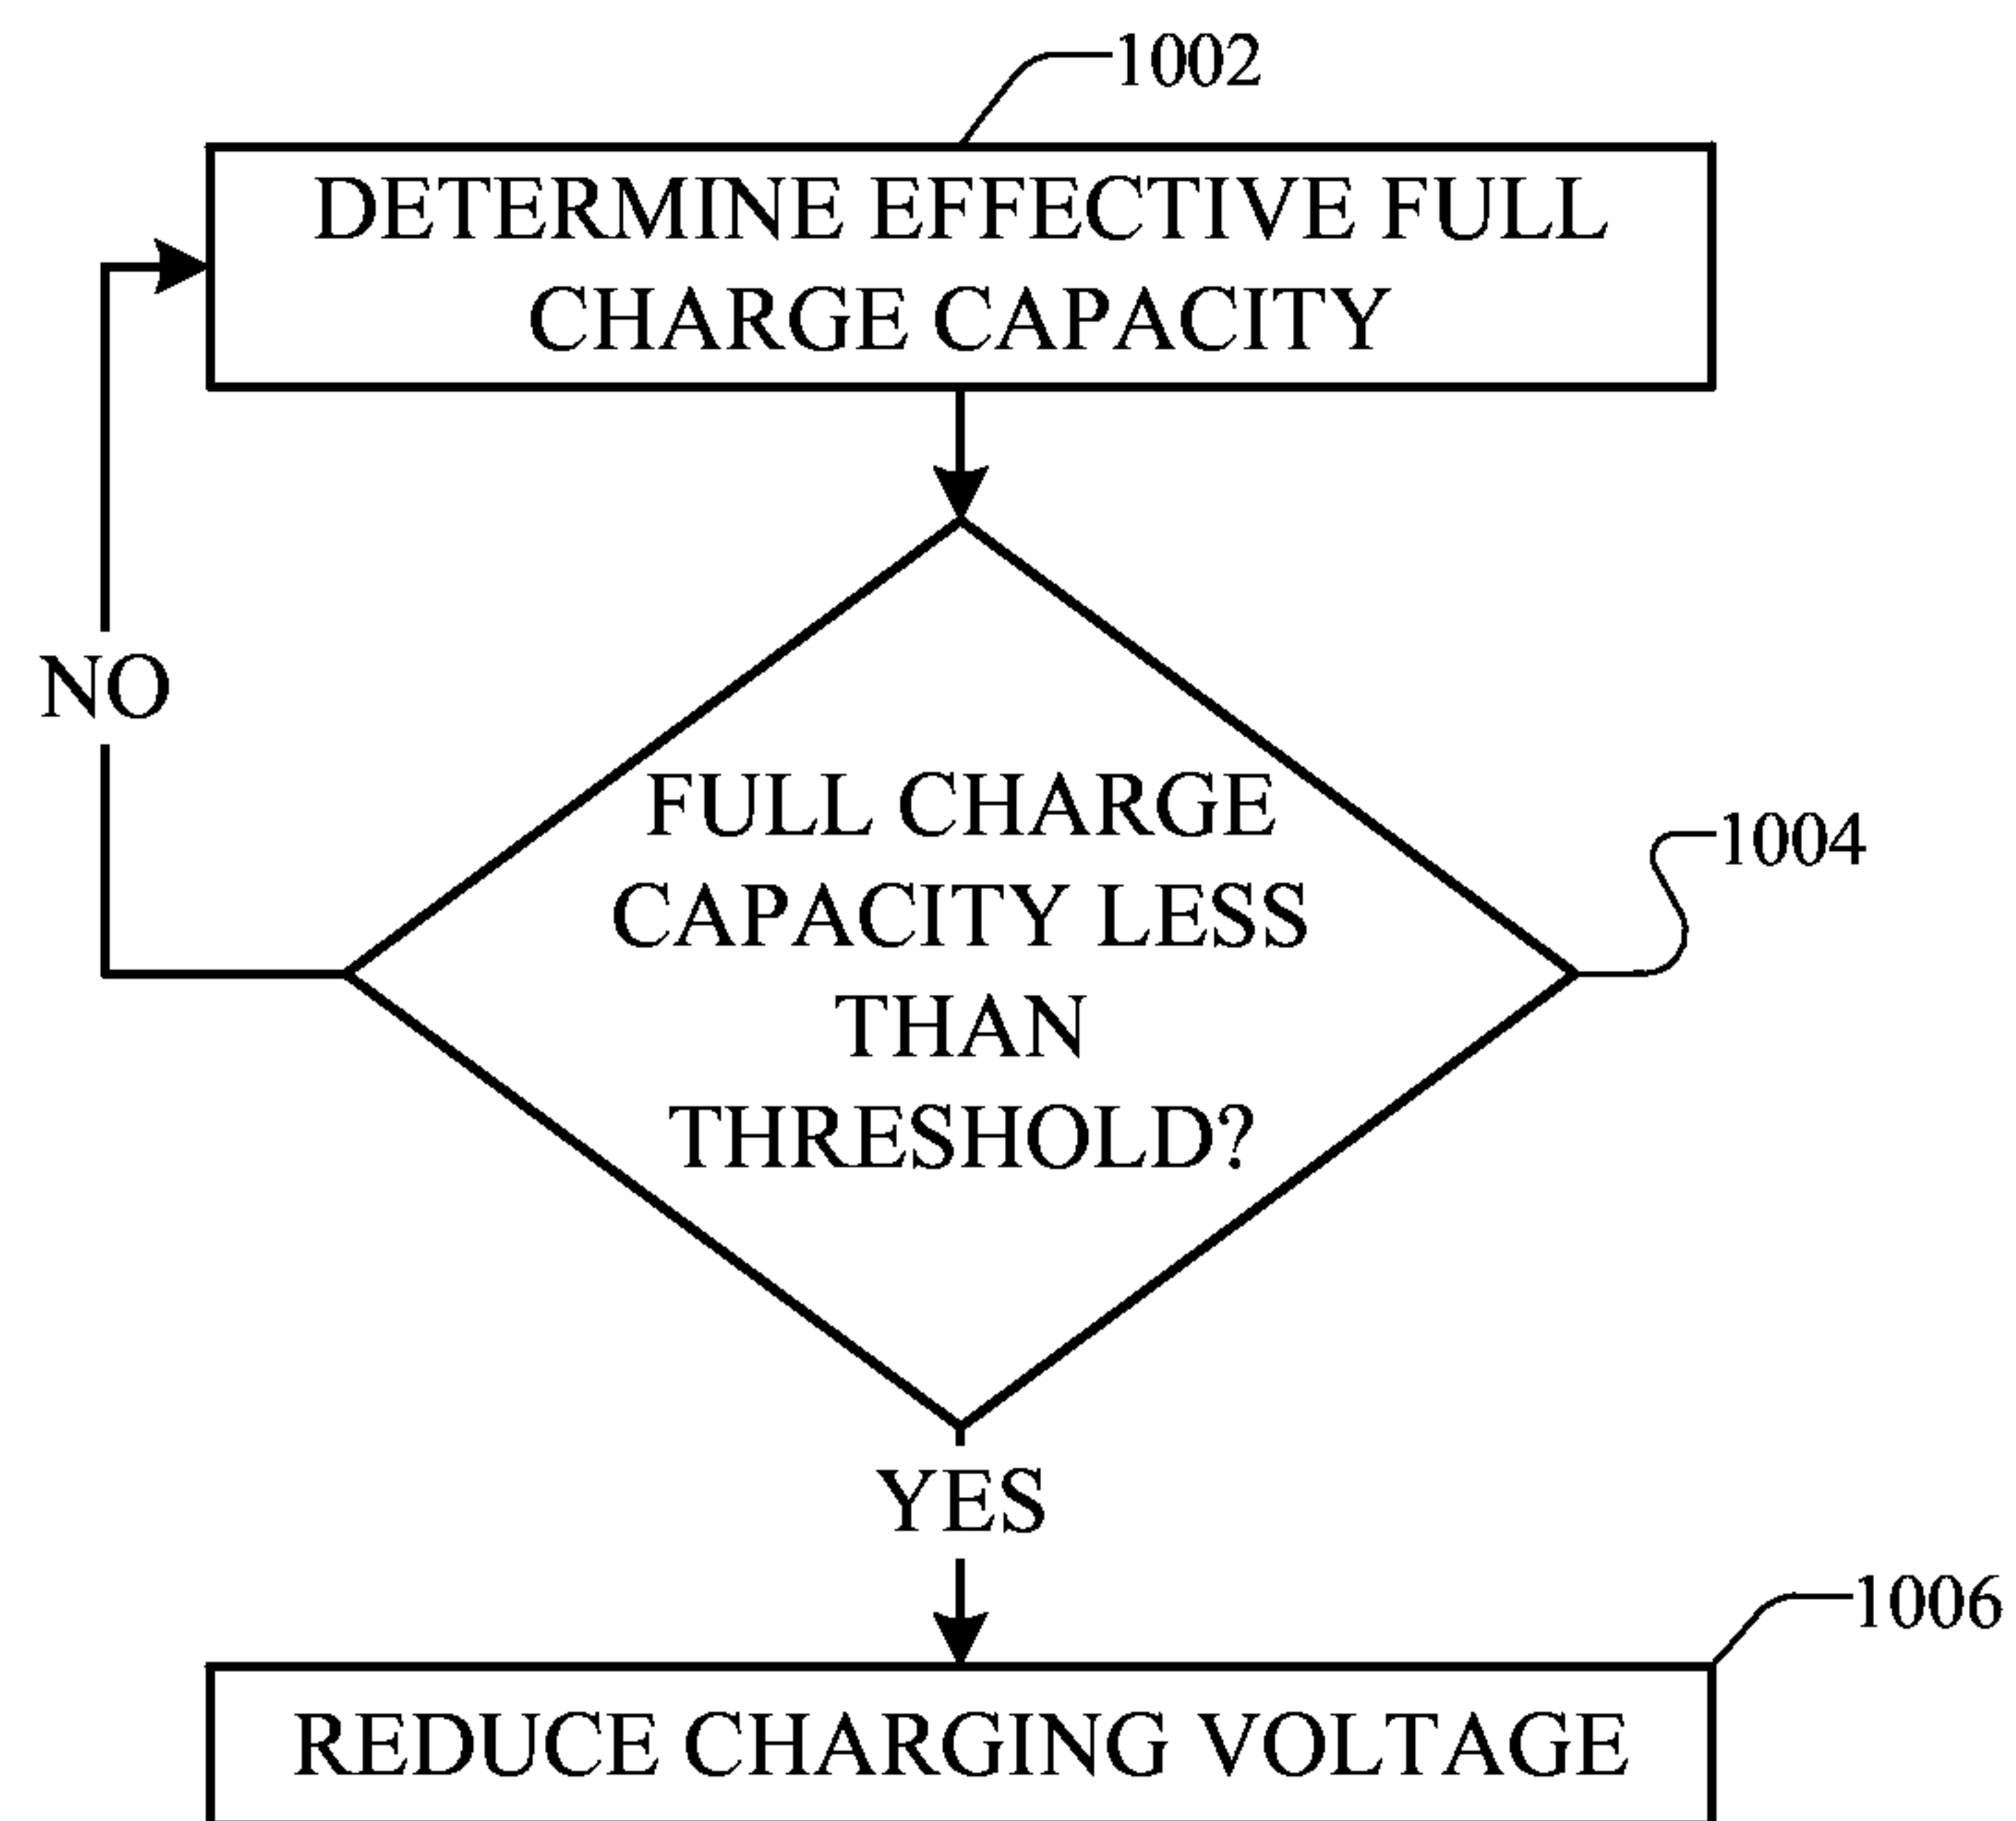 1002
DETERMINE EFFECTIVE FULL
CHARGE CAPACITY
NO
FULL CHARGE
CAPACITY LESS
THAN
THRESHOLD?
1004
YES
1006
REDUCE CHARGING VOLTAGE